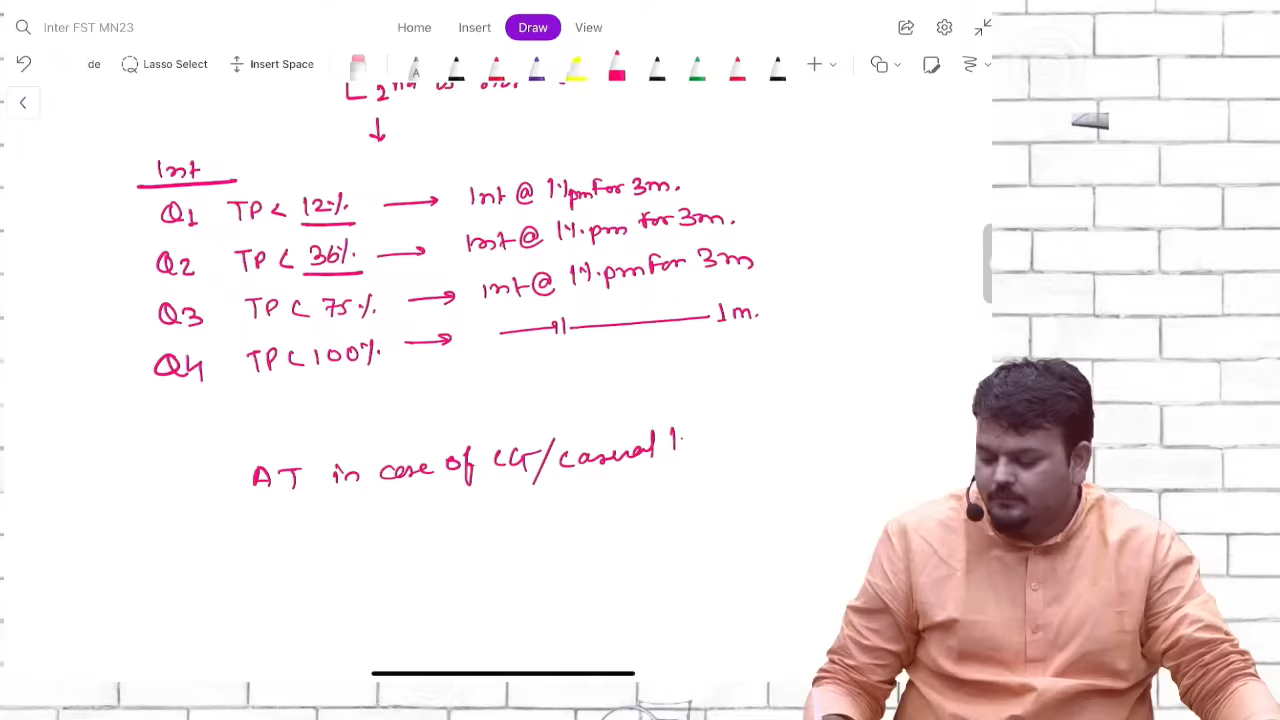 Inter FST MN23
Home Insert Draw View
de Lasso Select Insert Space
A
Int
Q1 TP < 12% → Int @ 1% pm for 3m.
Q2 TP < 36% → Int @ 1% pm for 3m.
Q3 TP < 75% → Int @ 1% pm for 3m
Q4 TP < 100% → —〃— 1m.
AT in case of CG/casual I